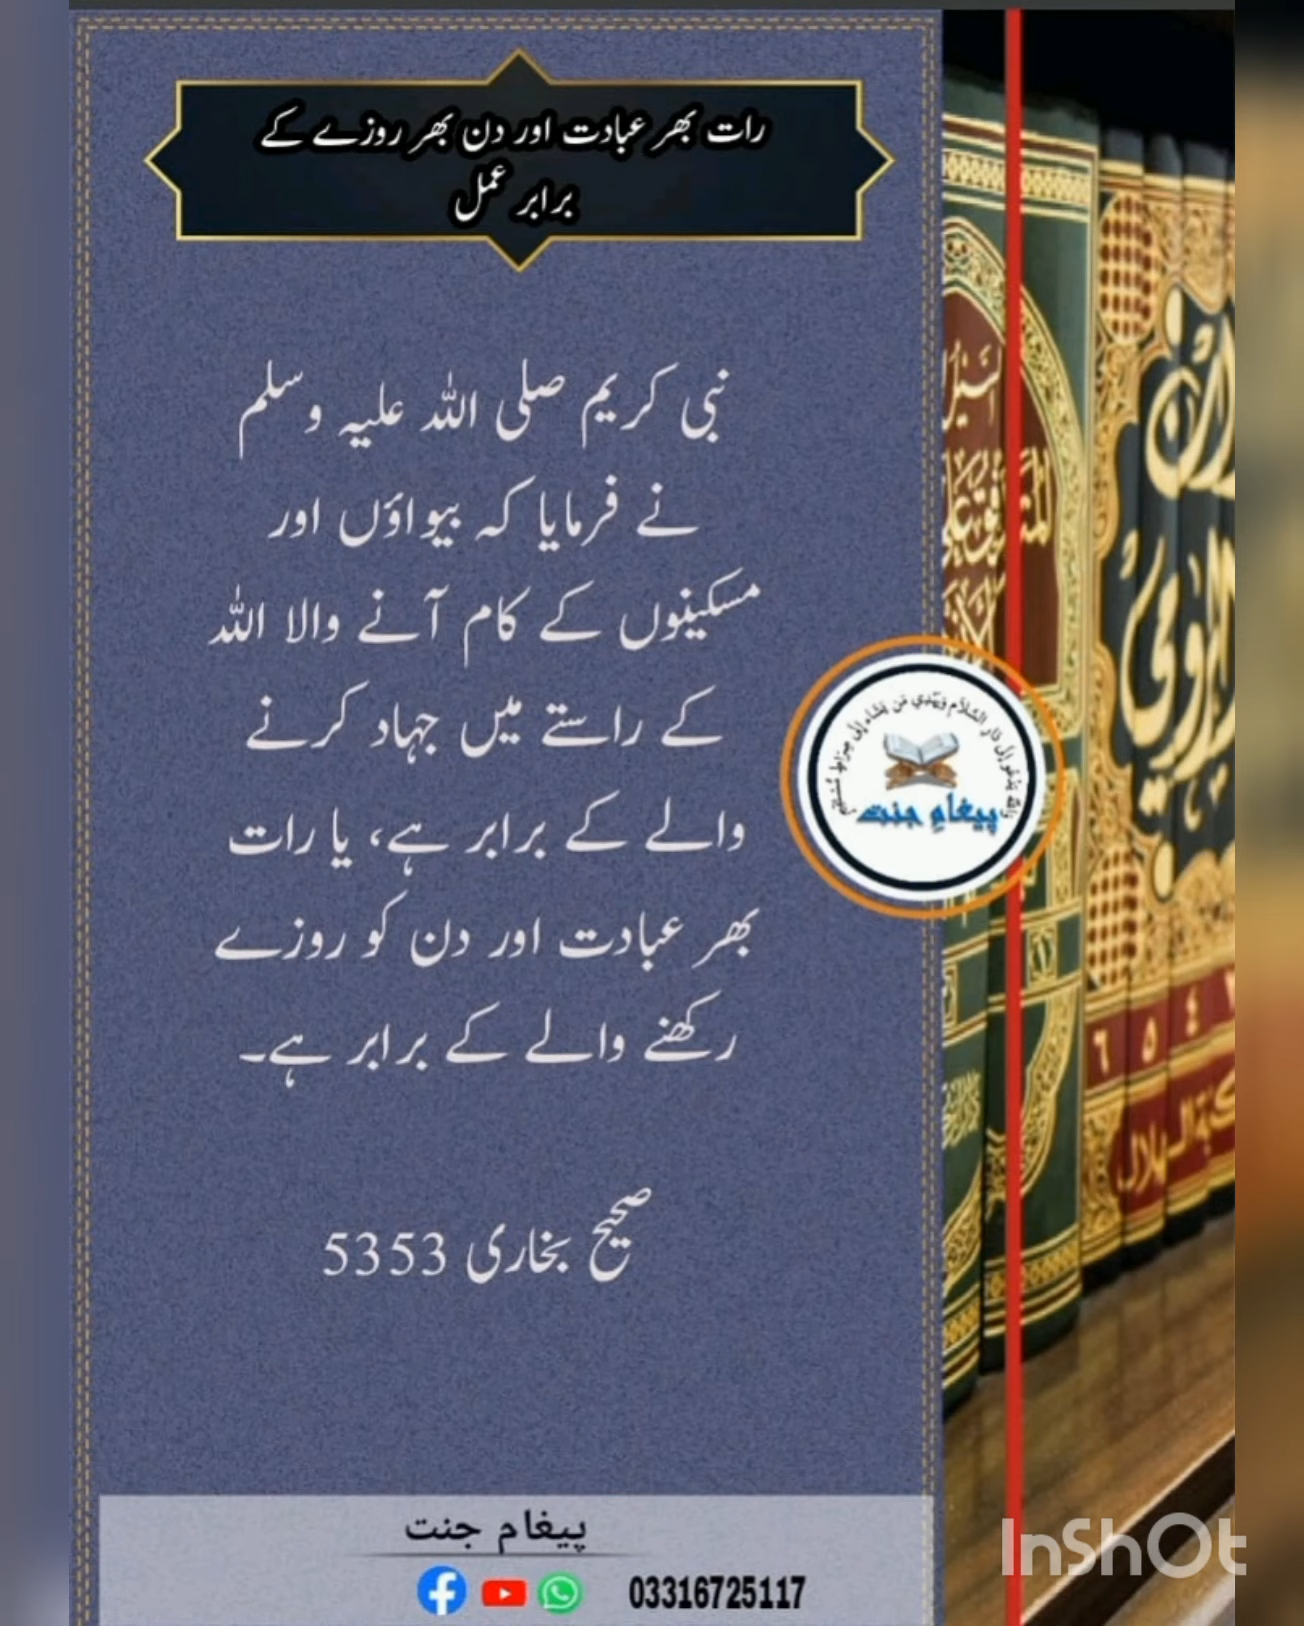 رات بھر عبادت اور دن بھر روزے کے
برابر عمل
نبی کریم صلی اللہ علیہ وسلم
نے فرمایا کہ بیواؤں اور
مسکینوں کے کام آنے والا اللہ
کے راستے میں جہاد کرنے
والے کے برابر ہے، یا رات
بھر عبادت اور دن کو روزے
رکھنے والے کے برابر ہے۔
صحیح بخاری 5353
پیغام جنت
پیغام جنت
03316725117
InShOt